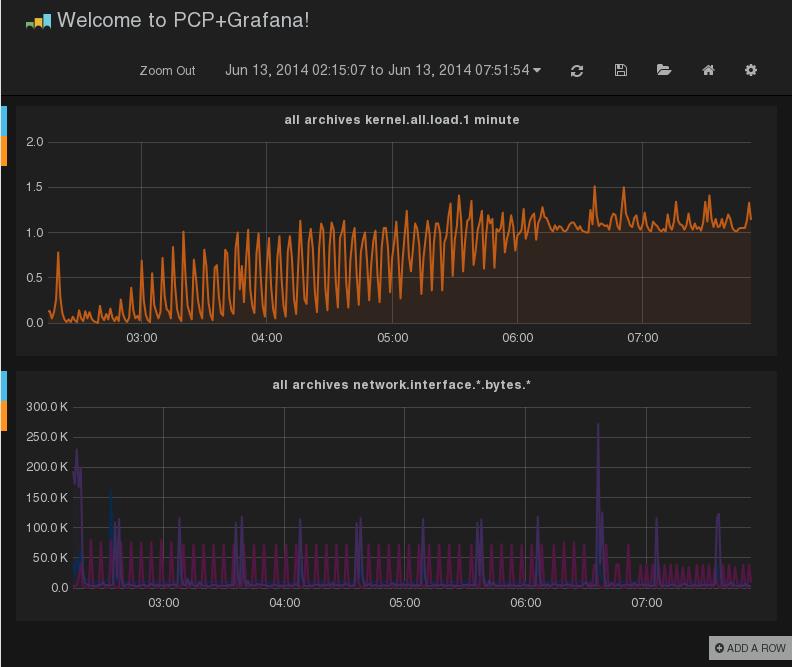 Welcome to PCP+Grafana!
Zoom Out Jun 13, 2014 02:15:07 to Jun 13, 2014 07:51:54
all archives kernel.all.load.1 minute
2.0
1.5
1.0
0.5
0.0
03:00 04:00 05:00 06:00 07:00
all archives network.interface.*.bytes.*
300.0 K
250.0 K
200.0 K
150.0 K
100.0 K
50.0 K
0.0
03:00 04:00 05:00 06:00 07:00
ADD A ROW